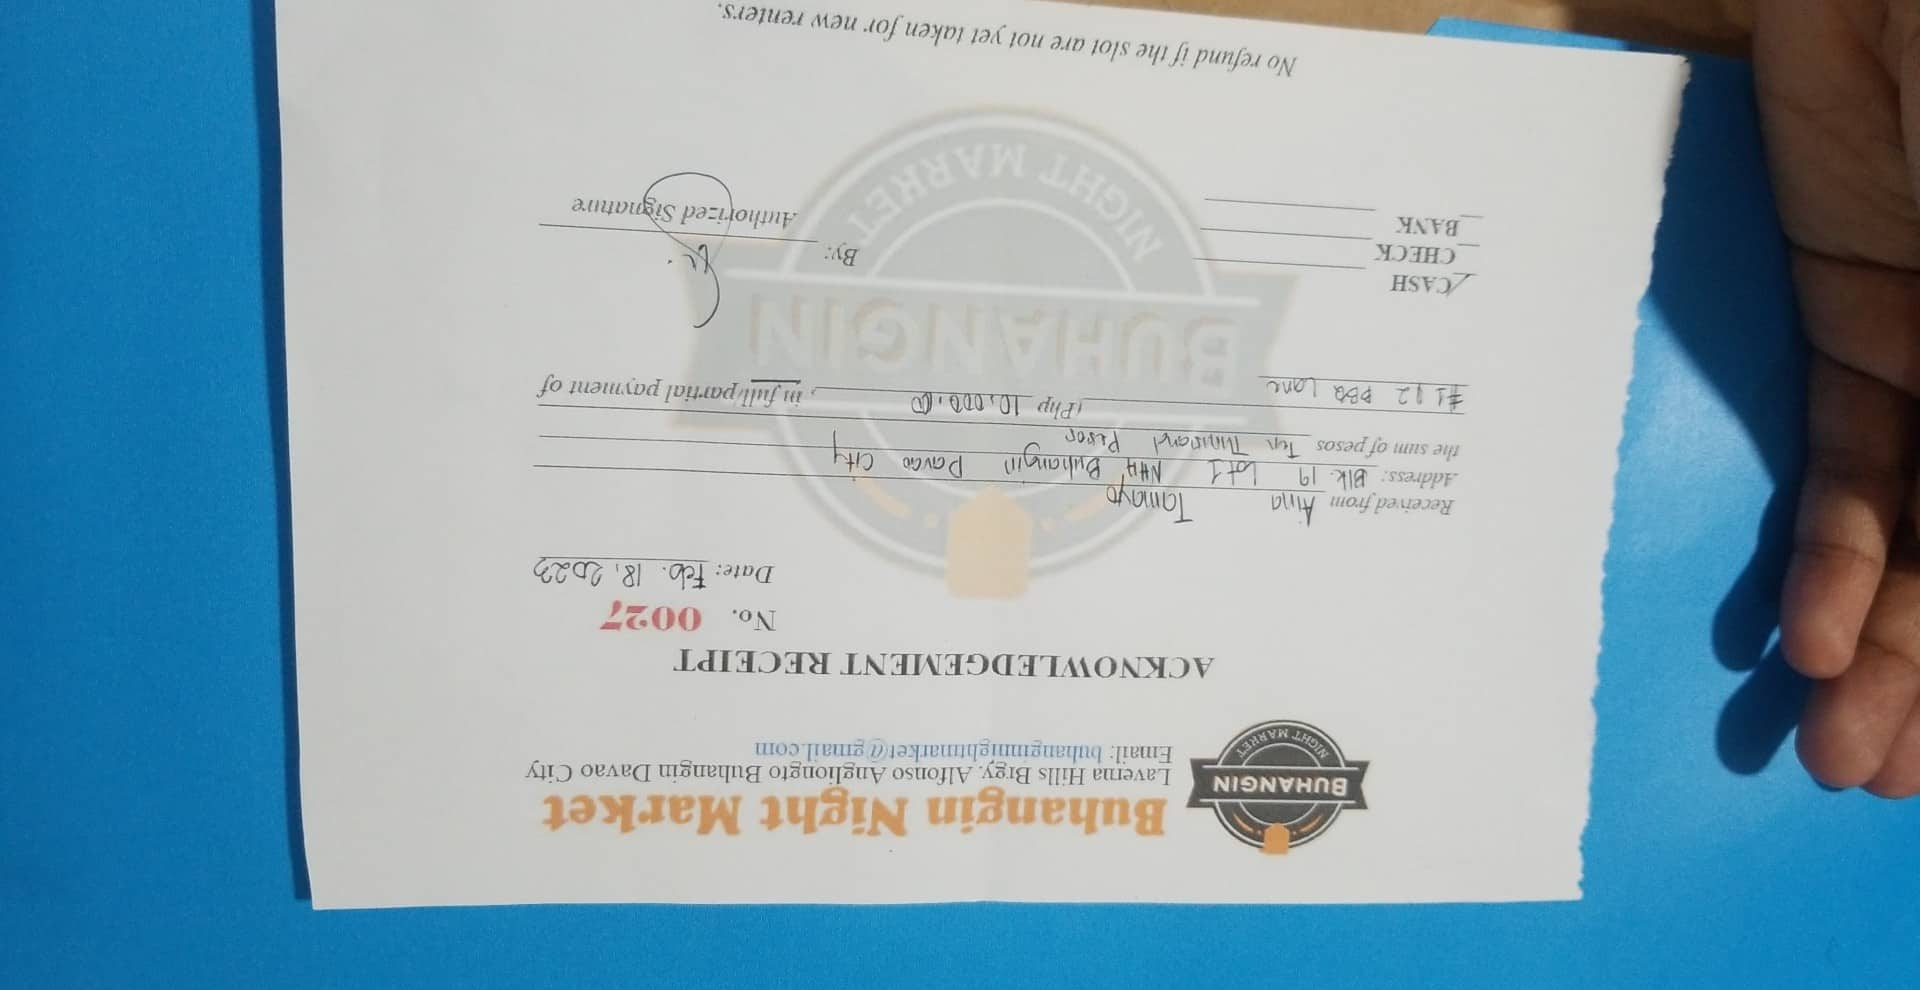 BUHANGIN
NIGHT MARKET
Buhangin Night Market
Laverna Hills Brgy. Alfonso Angliongto Buhangin Davao City
Email: buhanginnightmarket@gmail.com
ACKNOWLEDGEMENT RECEIPT
No. 0027
Date: Feb. 18, 2023
Received from Aina Tamayo
Address: Blk. 19 Lot 1 NHA Buhangin Davao City
the sum of pesos Ten Thousand Pesos
(Php 10,000.00 , in full/partial payment of
#1 & 2 BBQ Lane
BUHANGIN
NIGHT MARKET
CASH
CHECK
BANK
By:
Authorized Signature
No refund if the slot are not yet taken for new renters.